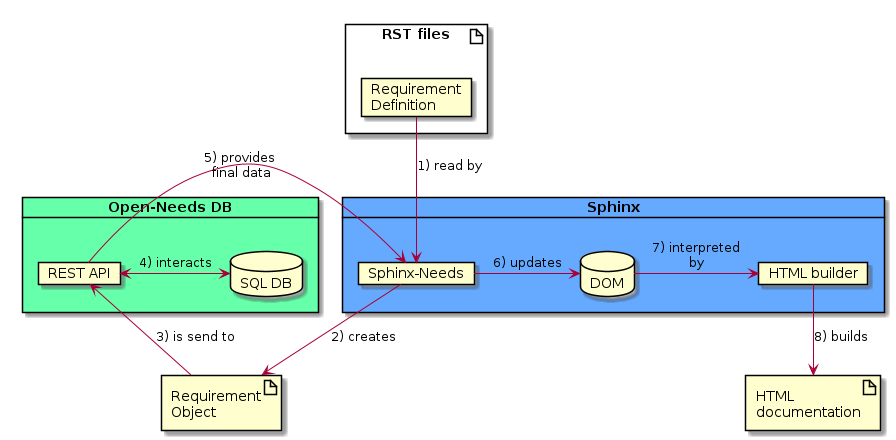 RST files
Requirement
Definition
5) provides
final data
1) read by
Open-Needs DB
Sphinx
REST API
4) interacts
SQL DB
Sphinx-Needs
6) updates
DOM
7) interpreted
by
HTML builder
3) is send to
2) creates
8) builds
Requirement
Object
HTML
documentation